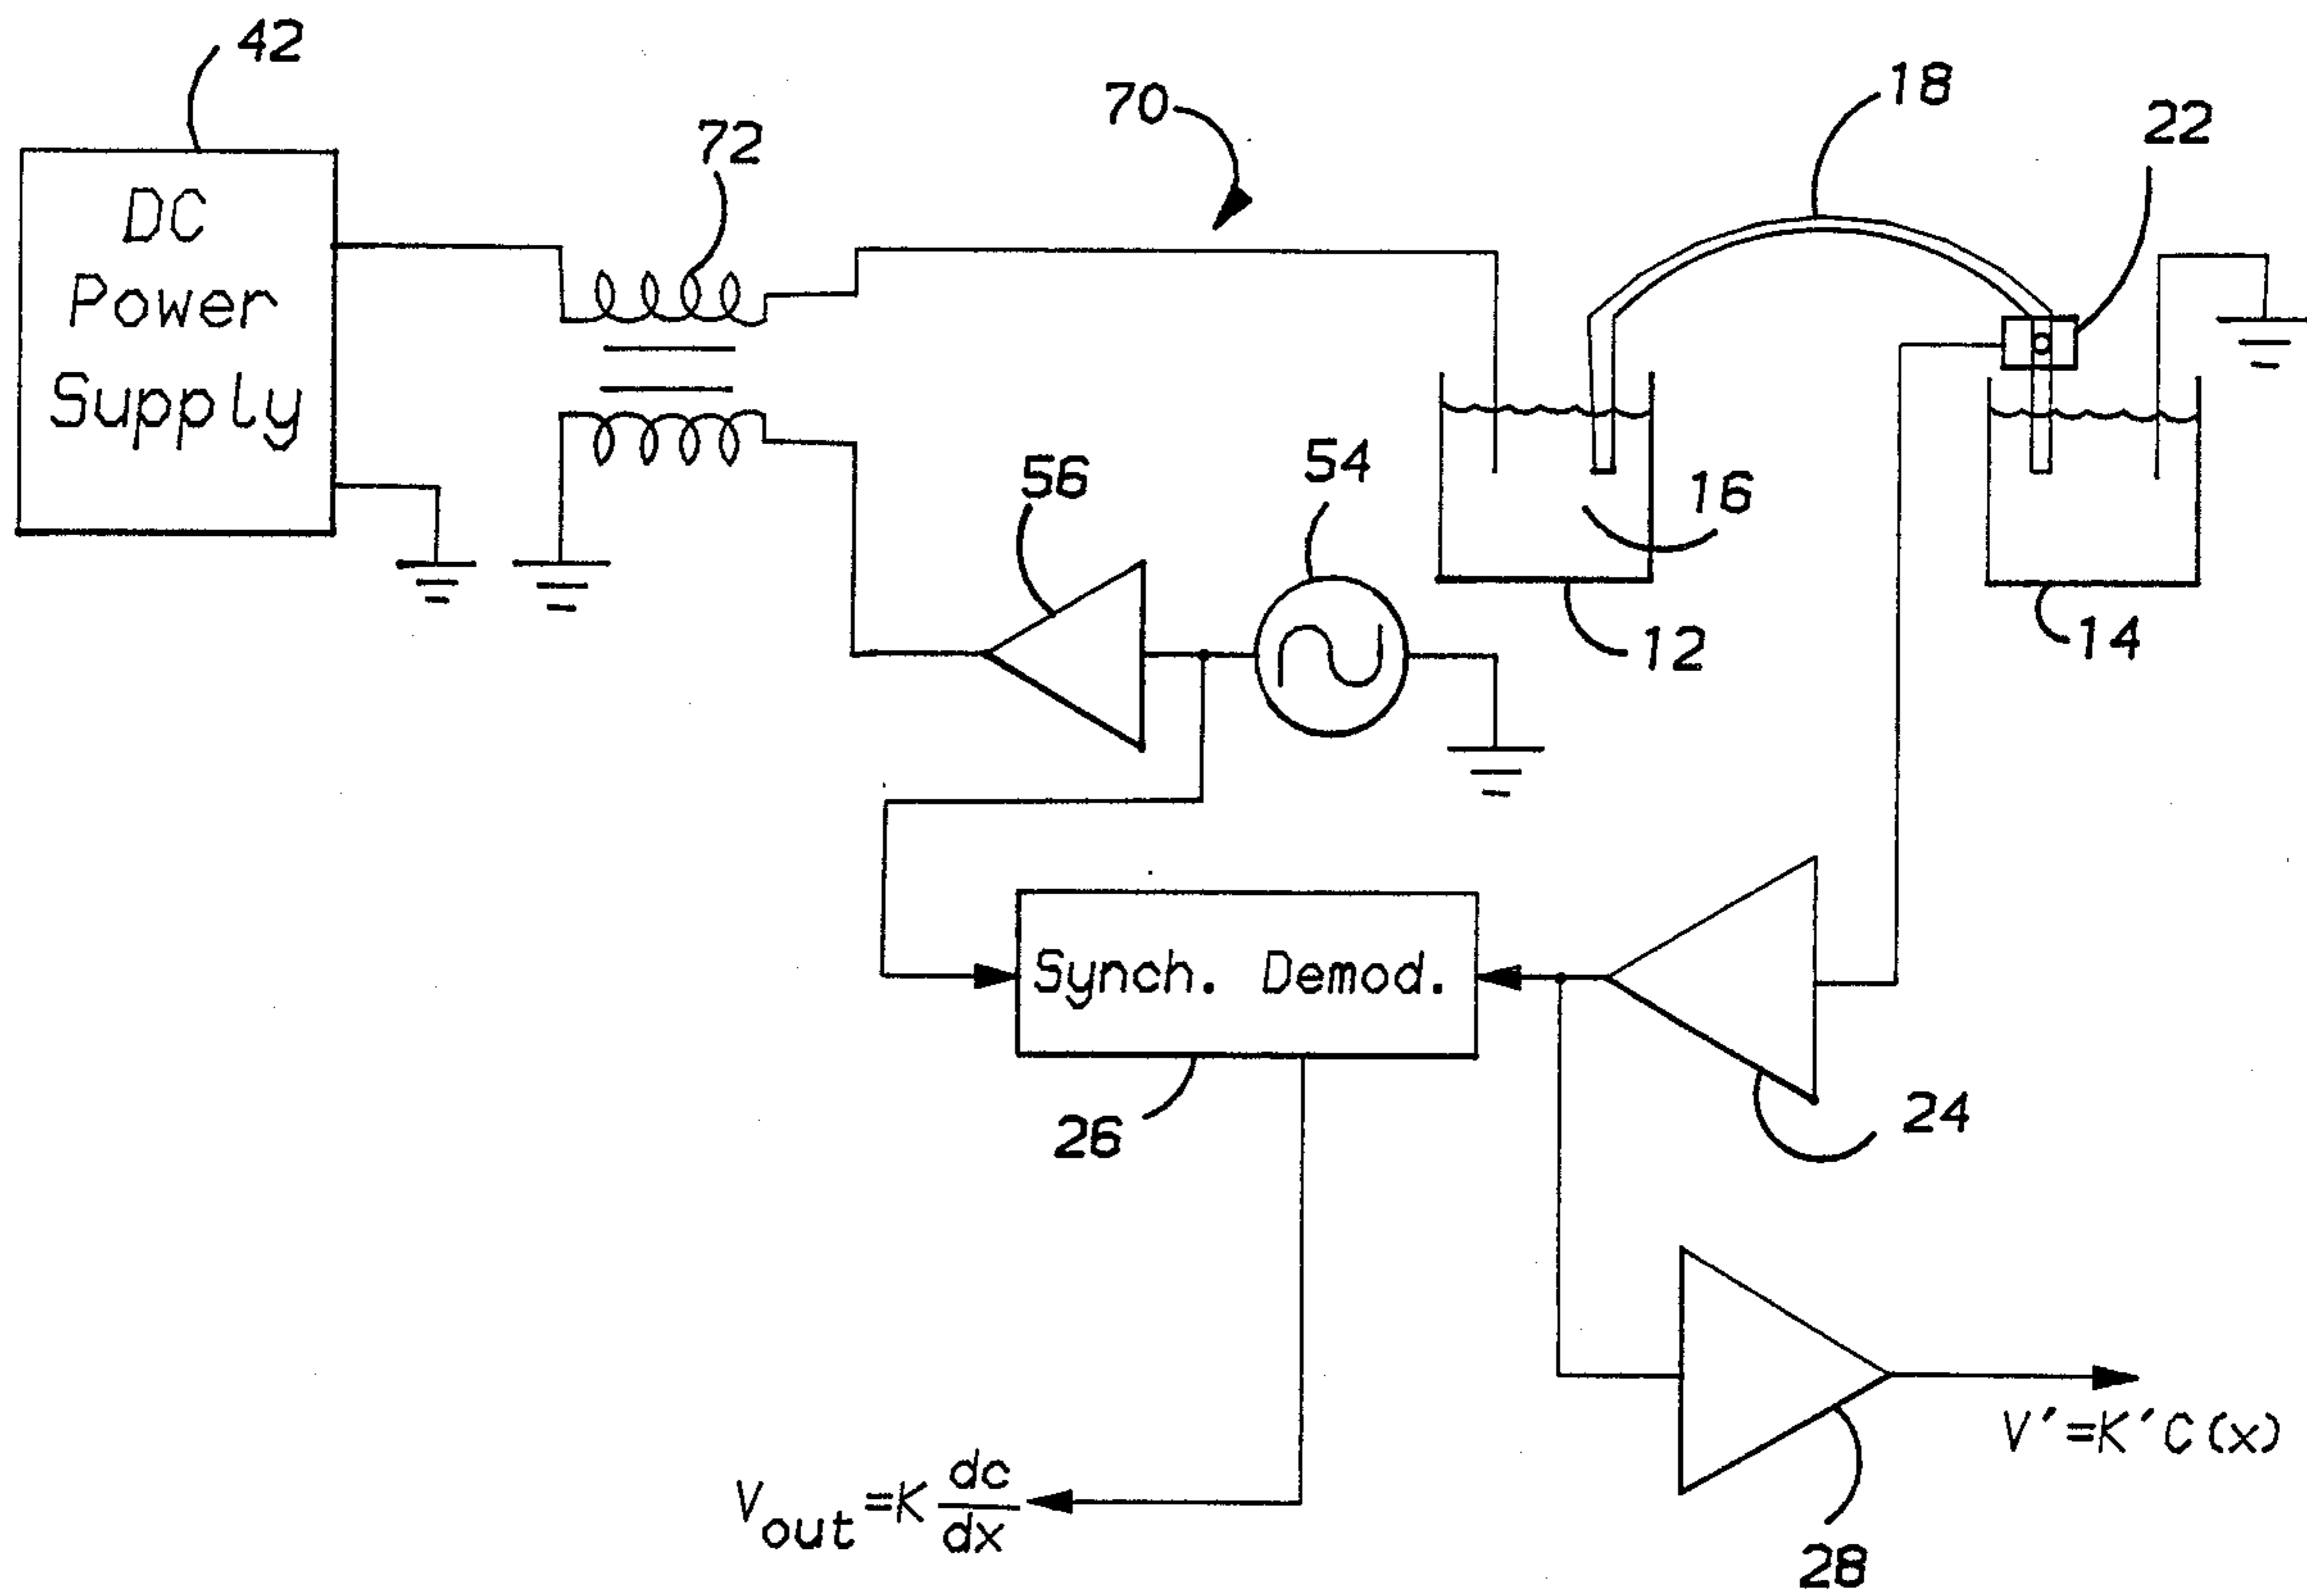 42
18
70
22
72
DC
Power
Supply
56
54
16
12
14
Synch. Demod.
26
24
V'=K'C(x)
Vout=K dc/dx
28